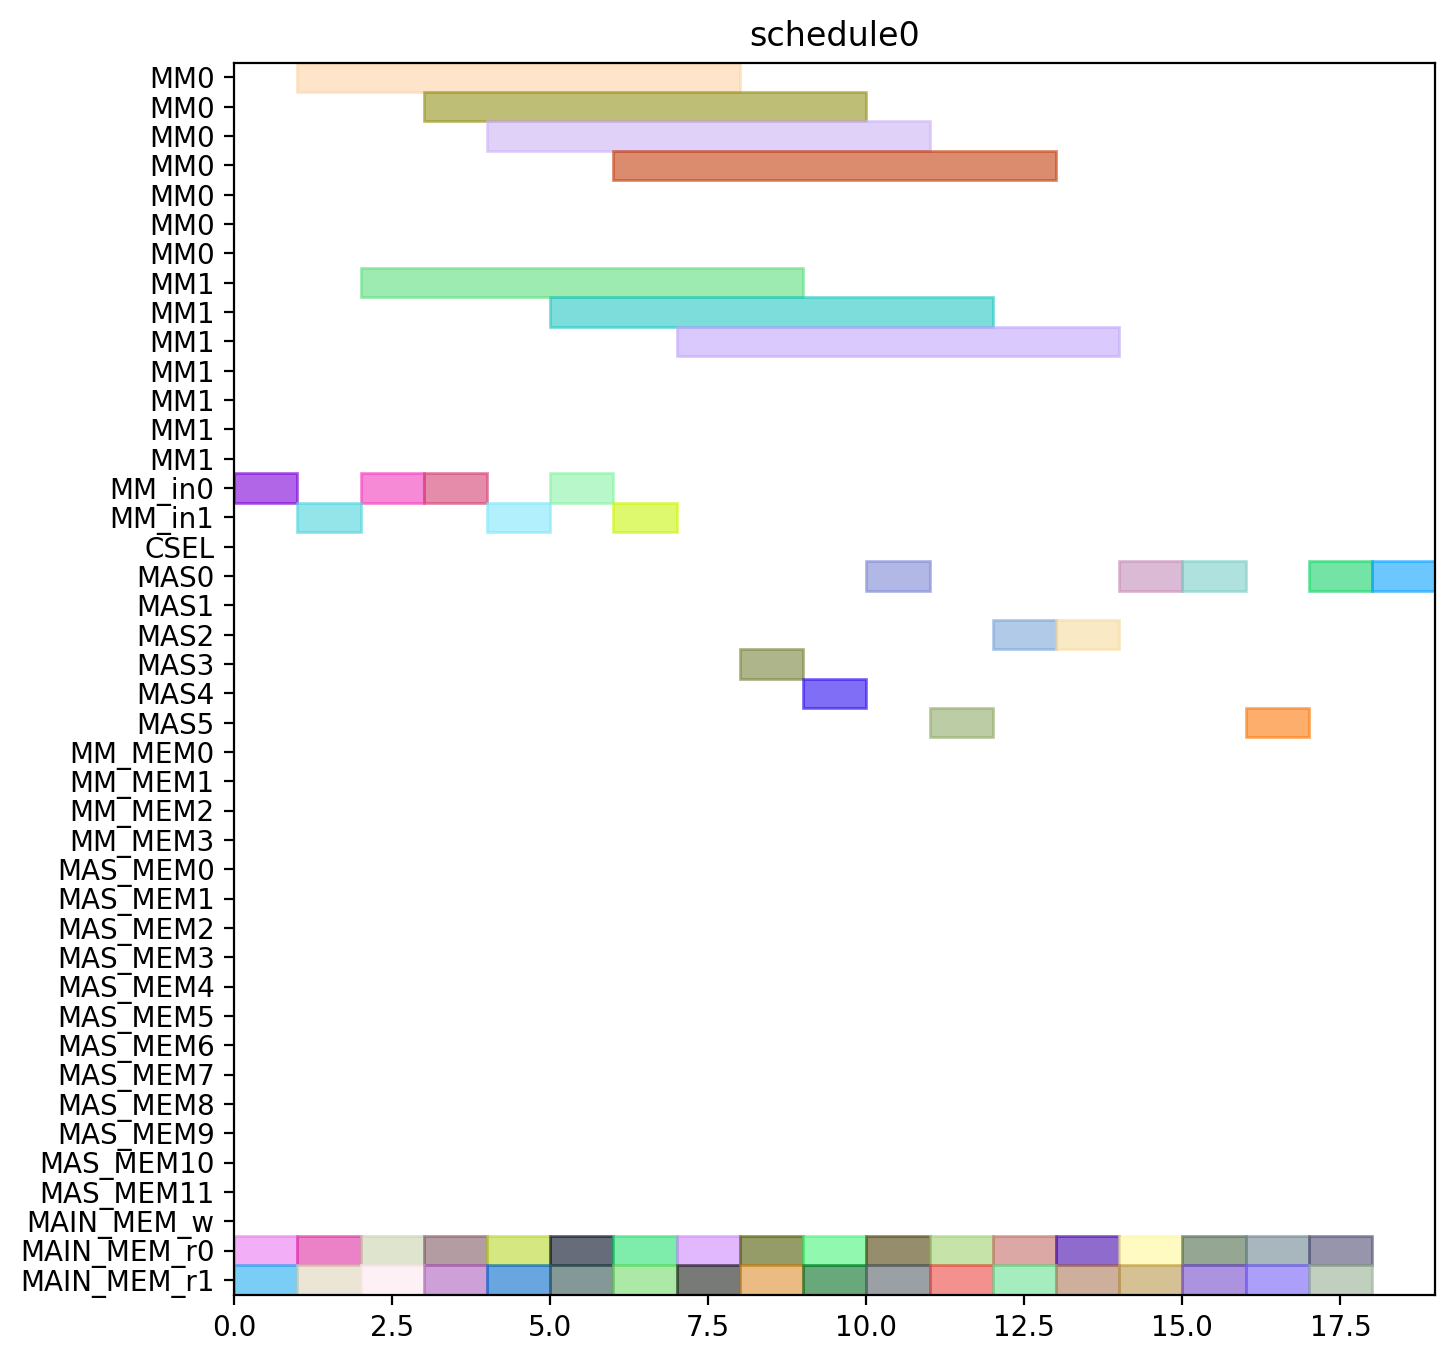 schedule0
MM0
MM0
MM0
MM0
MM0
MM0
MM0
MM1
MM1
MM1
MM1
MM1
MM1
MM1
MM_in0
MM_in1
CSEL
MAS0
MAS1
MAS2
MAS3
MAS4
MAS5
MM_MEM0
MM_MEM1
MM_MEM2
MM_MEM3
MAS_MEM0
MAS_MEM1
MAS_MEM2
MAS_MEM3
MAS_MEM4
MAS_MEM5
MAS_MEM6
MAS_MEM7
MAS_MEM8
MAS_MEM9
MAS_MEM10
MAS_MEM11
MAIN_MEM_w
MAIN_MEM_r0
MAIN_MEM_r1
0.0 2.5 5.0 7.5 10.0 12.5 15.0 17.5